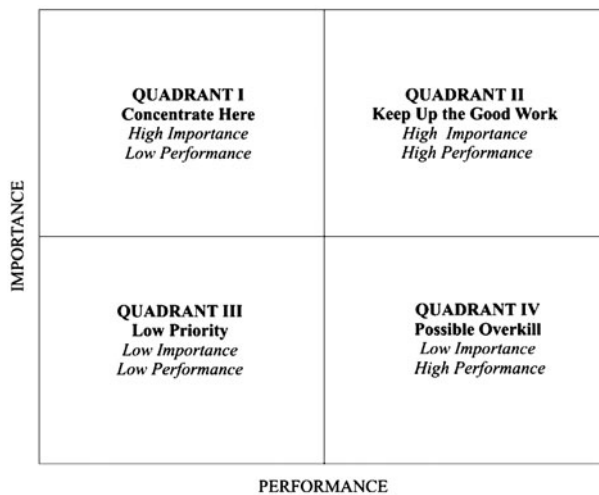 QUADRANT I
Concentrate Here
High Importance
Low Performance
QUADRANT II
Keep Up the Good Work
High Importance
High Performance
IMPORTANCE
QUADRANT III
Low Priority
Low Importance
Low Performance
QUADRANT IV
Possible Overkill
Low Importance
High Performance
PERFORMANCE